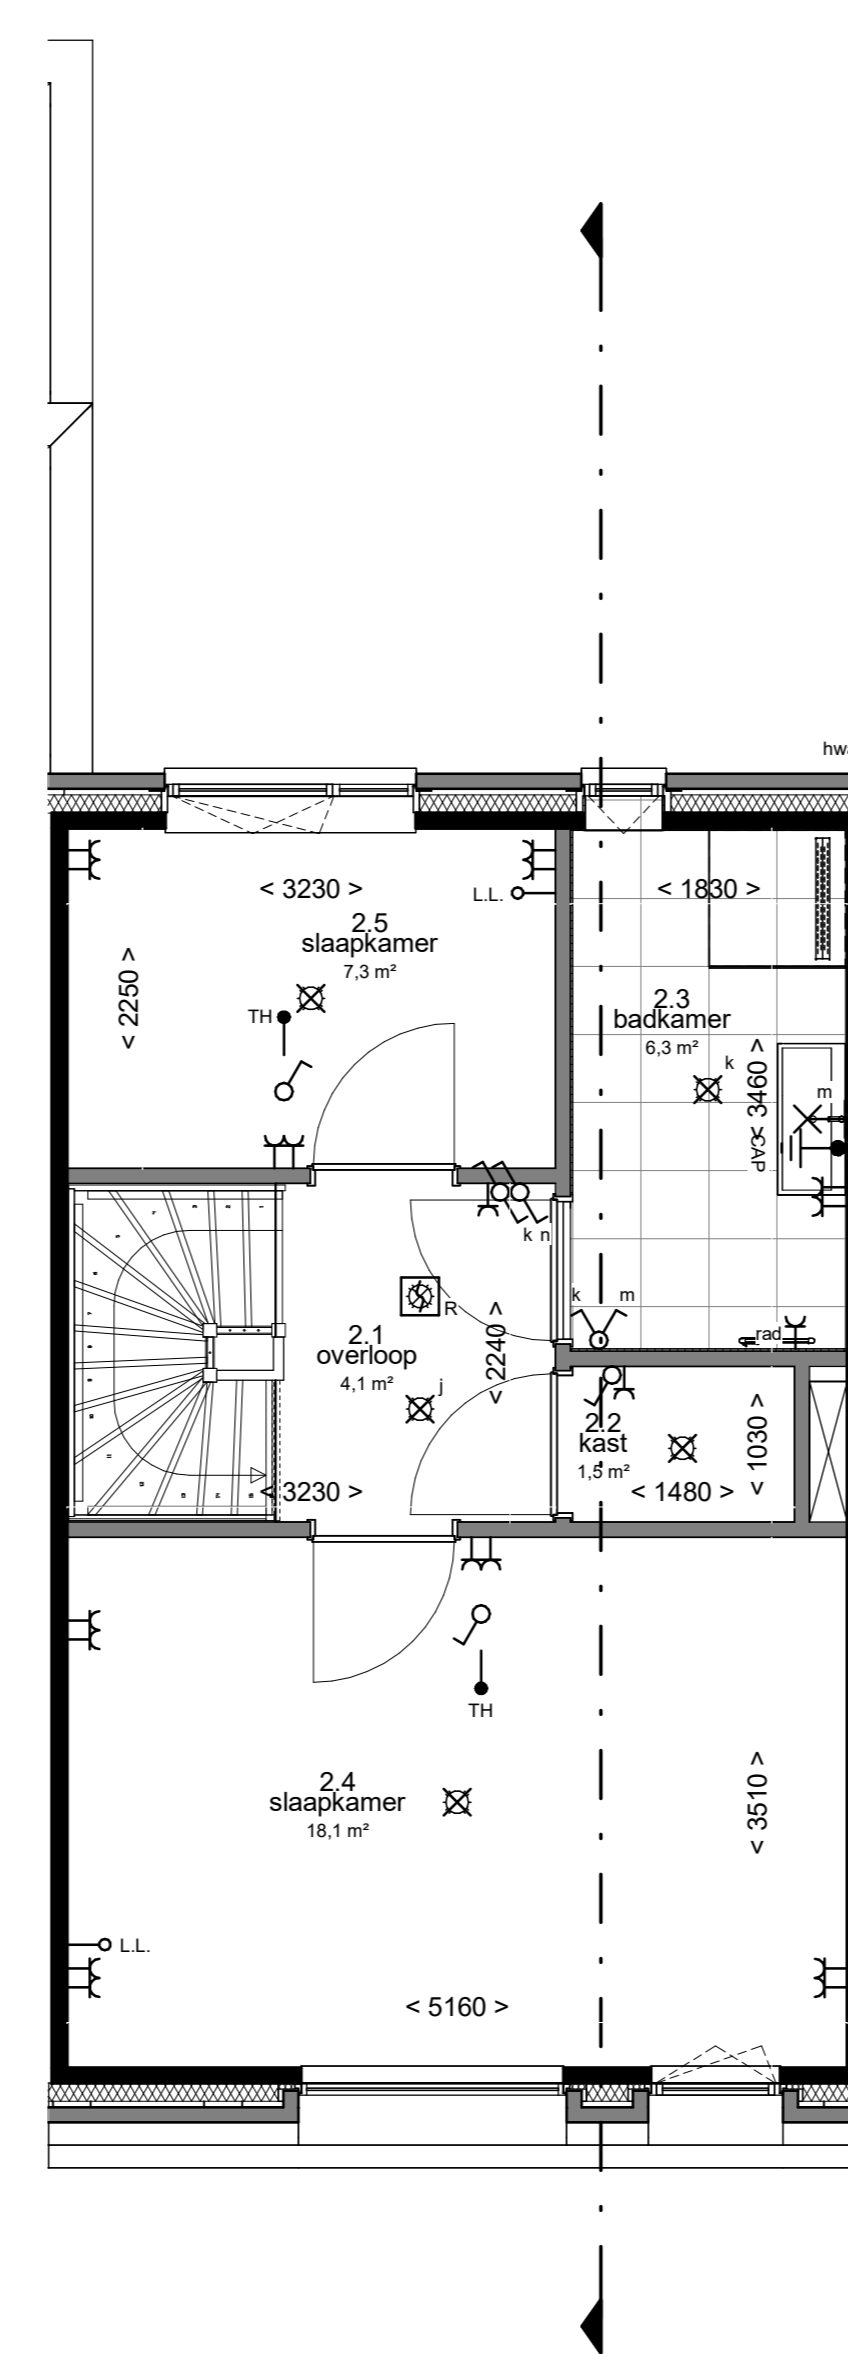 hwa
< 3230 >
< 1830 >
L.L.
2.5
slaapkamer
7,3 m²
< 2250 >
TH
2.3
badkamer
6,3 m²
k
< 3460 >
m
CAP
k n
k m
R
2.1
overloop
4,1 m²
< 2240 >
j
rad
2.2
kast
1,5 m²
< 1030 >
< 3230 >
< 1480 >
TH
2.4
slaapkamer
18,1 m²
< 3510 >
L.L.
< 5160 >